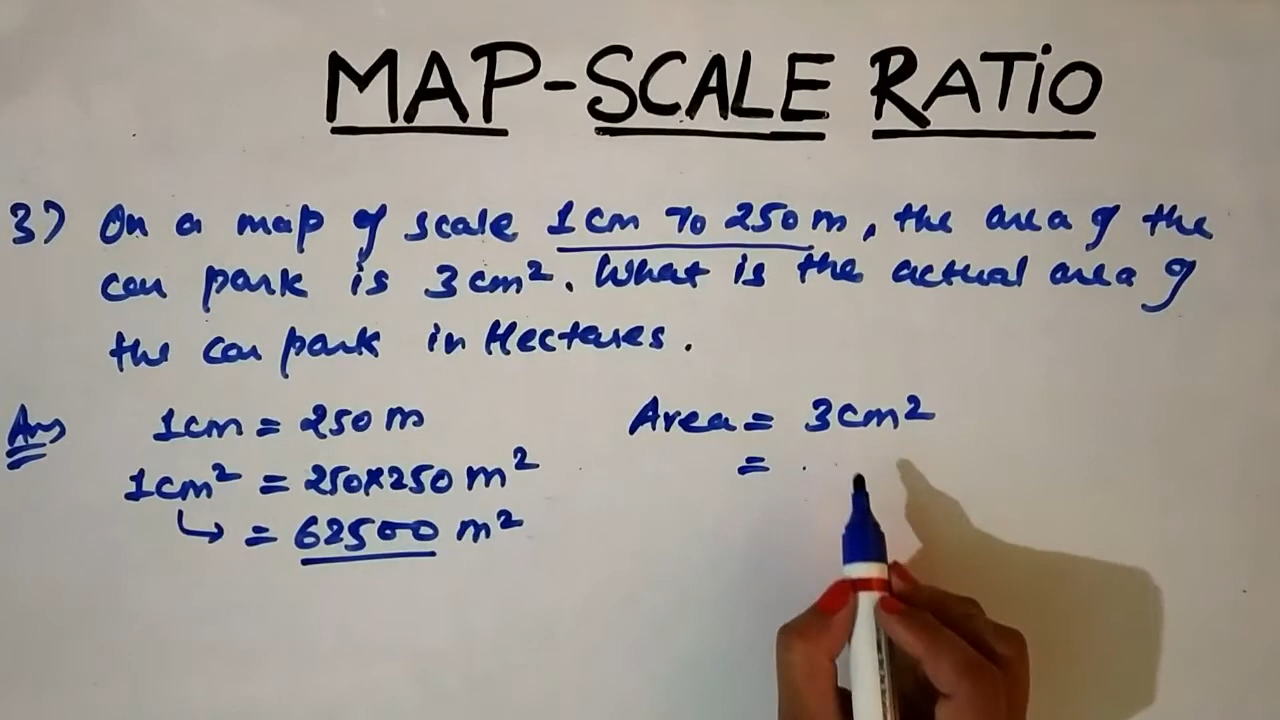 MAP-SCALE RATIO
3) On a map of scale 1cm To 250m, the area of the
car park is 3cm². What is the actual area of
the car park in Hectares.
Ans 1cm = 250m Area = 3cm²
1cm² = 250×250 m² =
↳ = 62500 m²